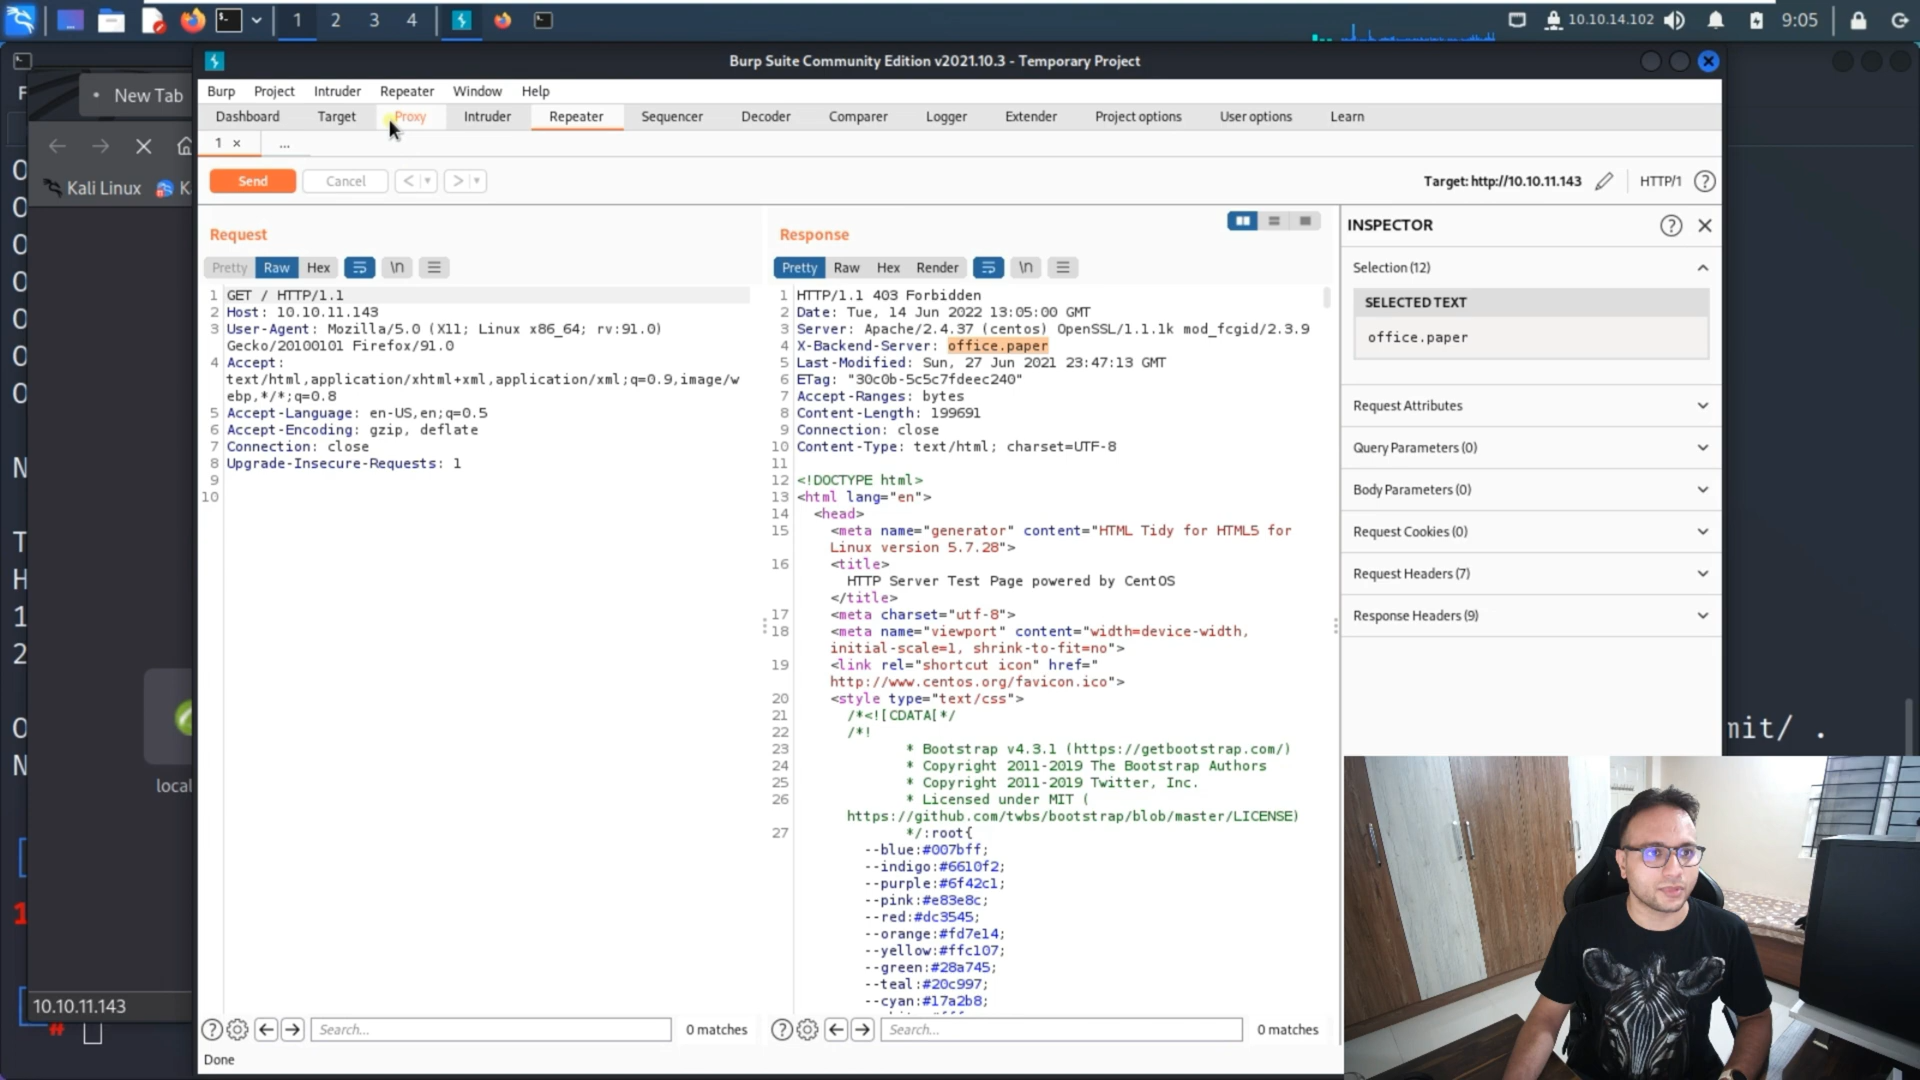 1 2 3 4
10.10.14.102
9:05
Burp Suite Community Edition v2021.10.3 - Temporary Project
New Tab
Kali Linux
Burp Project Intruder Repeater Window Help
Dashboard Target Proxy Intruder Repeater Sequencer Decoder Comparer Logger Extender Project options User options Learn
1 × ...
Send Cancel < >
Target: http://10.10.11.143
HTTP/1
Request
Pretty Raw Hex \n
1 GET / HTTP/1.1
2 Host: 10.10.11.143
3 User-Agent: Mozilla/5.0 (X11; Linux x86_64; rv:91.0)
Gecko/20100101 Firefox/91.0
4 Accept:
text/html,application/xhtml+xml,application/xml;q=0.9,image/w
ebp,*/*;q=0.8
5 Accept-Language: en-US,en;q=0.5
6 Accept-Encoding: gzip, deflate
7 Connection: close
8 Upgrade-Insecure-Requests: 1
9
10
Search... 0 matches
Response
Pretty Raw Hex Render \n
1 HTTP/1.1 403 Forbidden
2 Date: Tue, 14 Jun 2022 13:05:00 GMT
3 Server: Apache/2.4.37 (centos) OpenSSL/1.1.1k mod_fcgid/2.3.9
4 X-Backend-Server: office.paper
5 Last-Modified: Sun, 27 Jun 2021 23:47:13 GMT
6 ETag: "30c0b-5c5c7fdeec240"
7 Accept-Ranges: bytes
8 Content-Length: 199691
9 Connection: close
10 Content-Type: text/html; charset=UTF-8
11
12 <!DOCTYPE html>
13 <html lang="en">
14 <head>
15 <meta name="generator" content="HTML Tidy for HTML5 for
Linux version 5.7.28">
16 <title>
HTTP Server Test Page powered by CentOS
</title>
17 <meta charset="utf-8">
18 <meta name="viewport" content="width=device-width,
initial-scale=1, shrink-to-fit=no">
19 <link rel="shortcut icon" href="
http://www.centos.org/favicon.ico">
20 <style type="text/css">
21 /*<![CDATA[*/
22 /*!
23 * Bootstrap v4.3.1 (https://getbootstrap.com/)
24 * Copyright 2011-2019 The Bootstrap Authors
25 * Copyright 2011-2019 Twitter, Inc.
26 * Licensed under MIT (
https://github.com/twbs/bootstrap/blob/master/LICENSE)
27 */:root{
--blue:#007bff;
--indigo:#6610f2;
--purple:#6f42c1;
--pink:#e83e8c;
--red:#dc3545;
--orange:#fd7e14;
--yellow:#ffc107;
--green:#28a745;
--teal:#20c997;
--cyan:#17a2b8;
Search... 0 matches
INSPECTOR
Selection (12)
SELECTED TEXT
office.paper
Request Attributes
Query Parameters (0)
Body Parameters (0)
Request Cookies (0)
Request Headers (7)
Response Headers (9)
mit/ .
local
10.10.11.143
#
Done